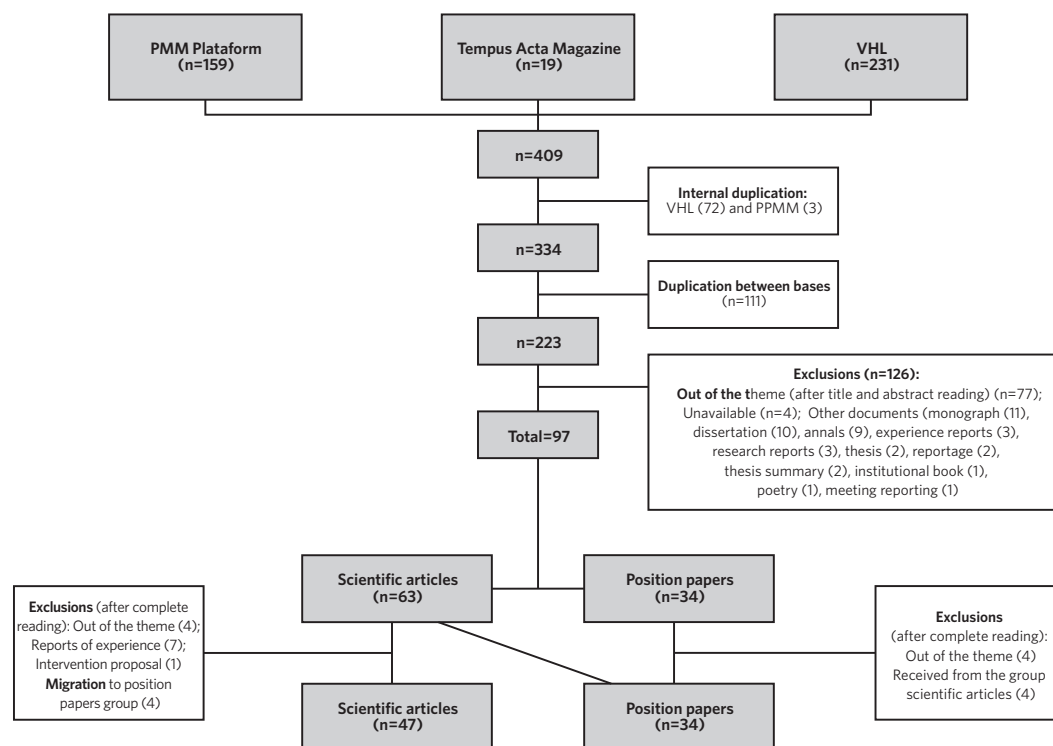 PMM Plataform
(n=159)
Tempus Acta Magazine
(n=19)
VHL
(n=231)
n=409
Internal duplication:
VHL (72) and PPMM (3)
n=334
Duplication between bases
(n=111)
n=223
Exclusions (n=126):
Out of the theme (after title and abstract reading) (n=77);
Unavailable (n=4); Other documents (monograph (11),
dissertation (10), annals (9), experience reports (3),
research reports (3), thesis (2), reportage (2),
thesis summary (2), institutional book (1),
poetry (1), meeting reporting (1)
Total=97
Scientific articles
(n=63)
Position papers
(n=34)
Exclusions (after complete
reading): Out of the theme (4);
Reports of experience (7);
Intervention proposal (1)
Migration to position
papers group (4)
Exclusions
(after complete reading):
Out of the theme (4)
Received from the group
scientific articles (4)
Scientific articles
(n=47)
Position papers
(n=34)